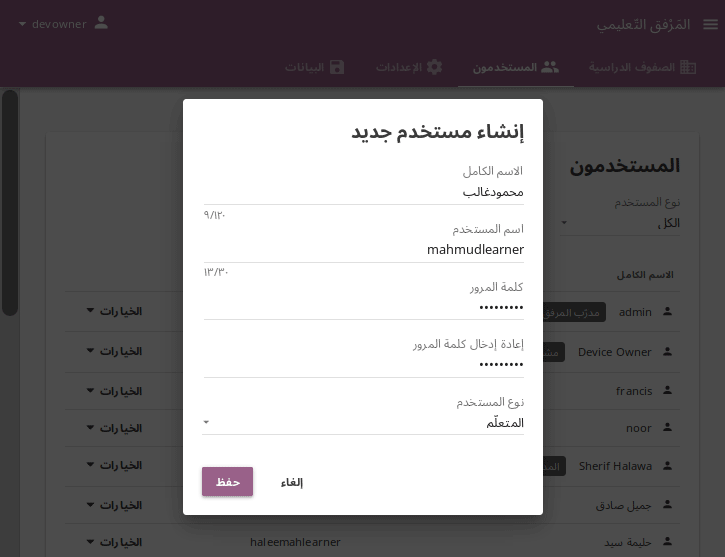 المَرْفق التّعليمي
devowner
الصفوف الدراسية
المستخدمون
الإعدادات
البيانات
المستخدمون
نوع المستخدم
الكل
الاسم الكامل
admin
مدرّب المرفق
الخيارات
Device Owner
الخيارات
francis
الخيارات
noor
الخيارات
Sherif Halawa
الخيارات
جميل صادق
الخيارات
حليمة سيد
haleemahlearner
الخيارات
إنشاء مستخدم جديد
الاسم الكامل
محمودغالب
٩/١٢٠
اسم المستخدم
mahmudlearner
١٣/٣٠
كلمة المرور
•••••••••
إعادة إدخال كلمة المرور
•••••••••
نوع المستخدم
المتعلّم
إلغاء
حفظ